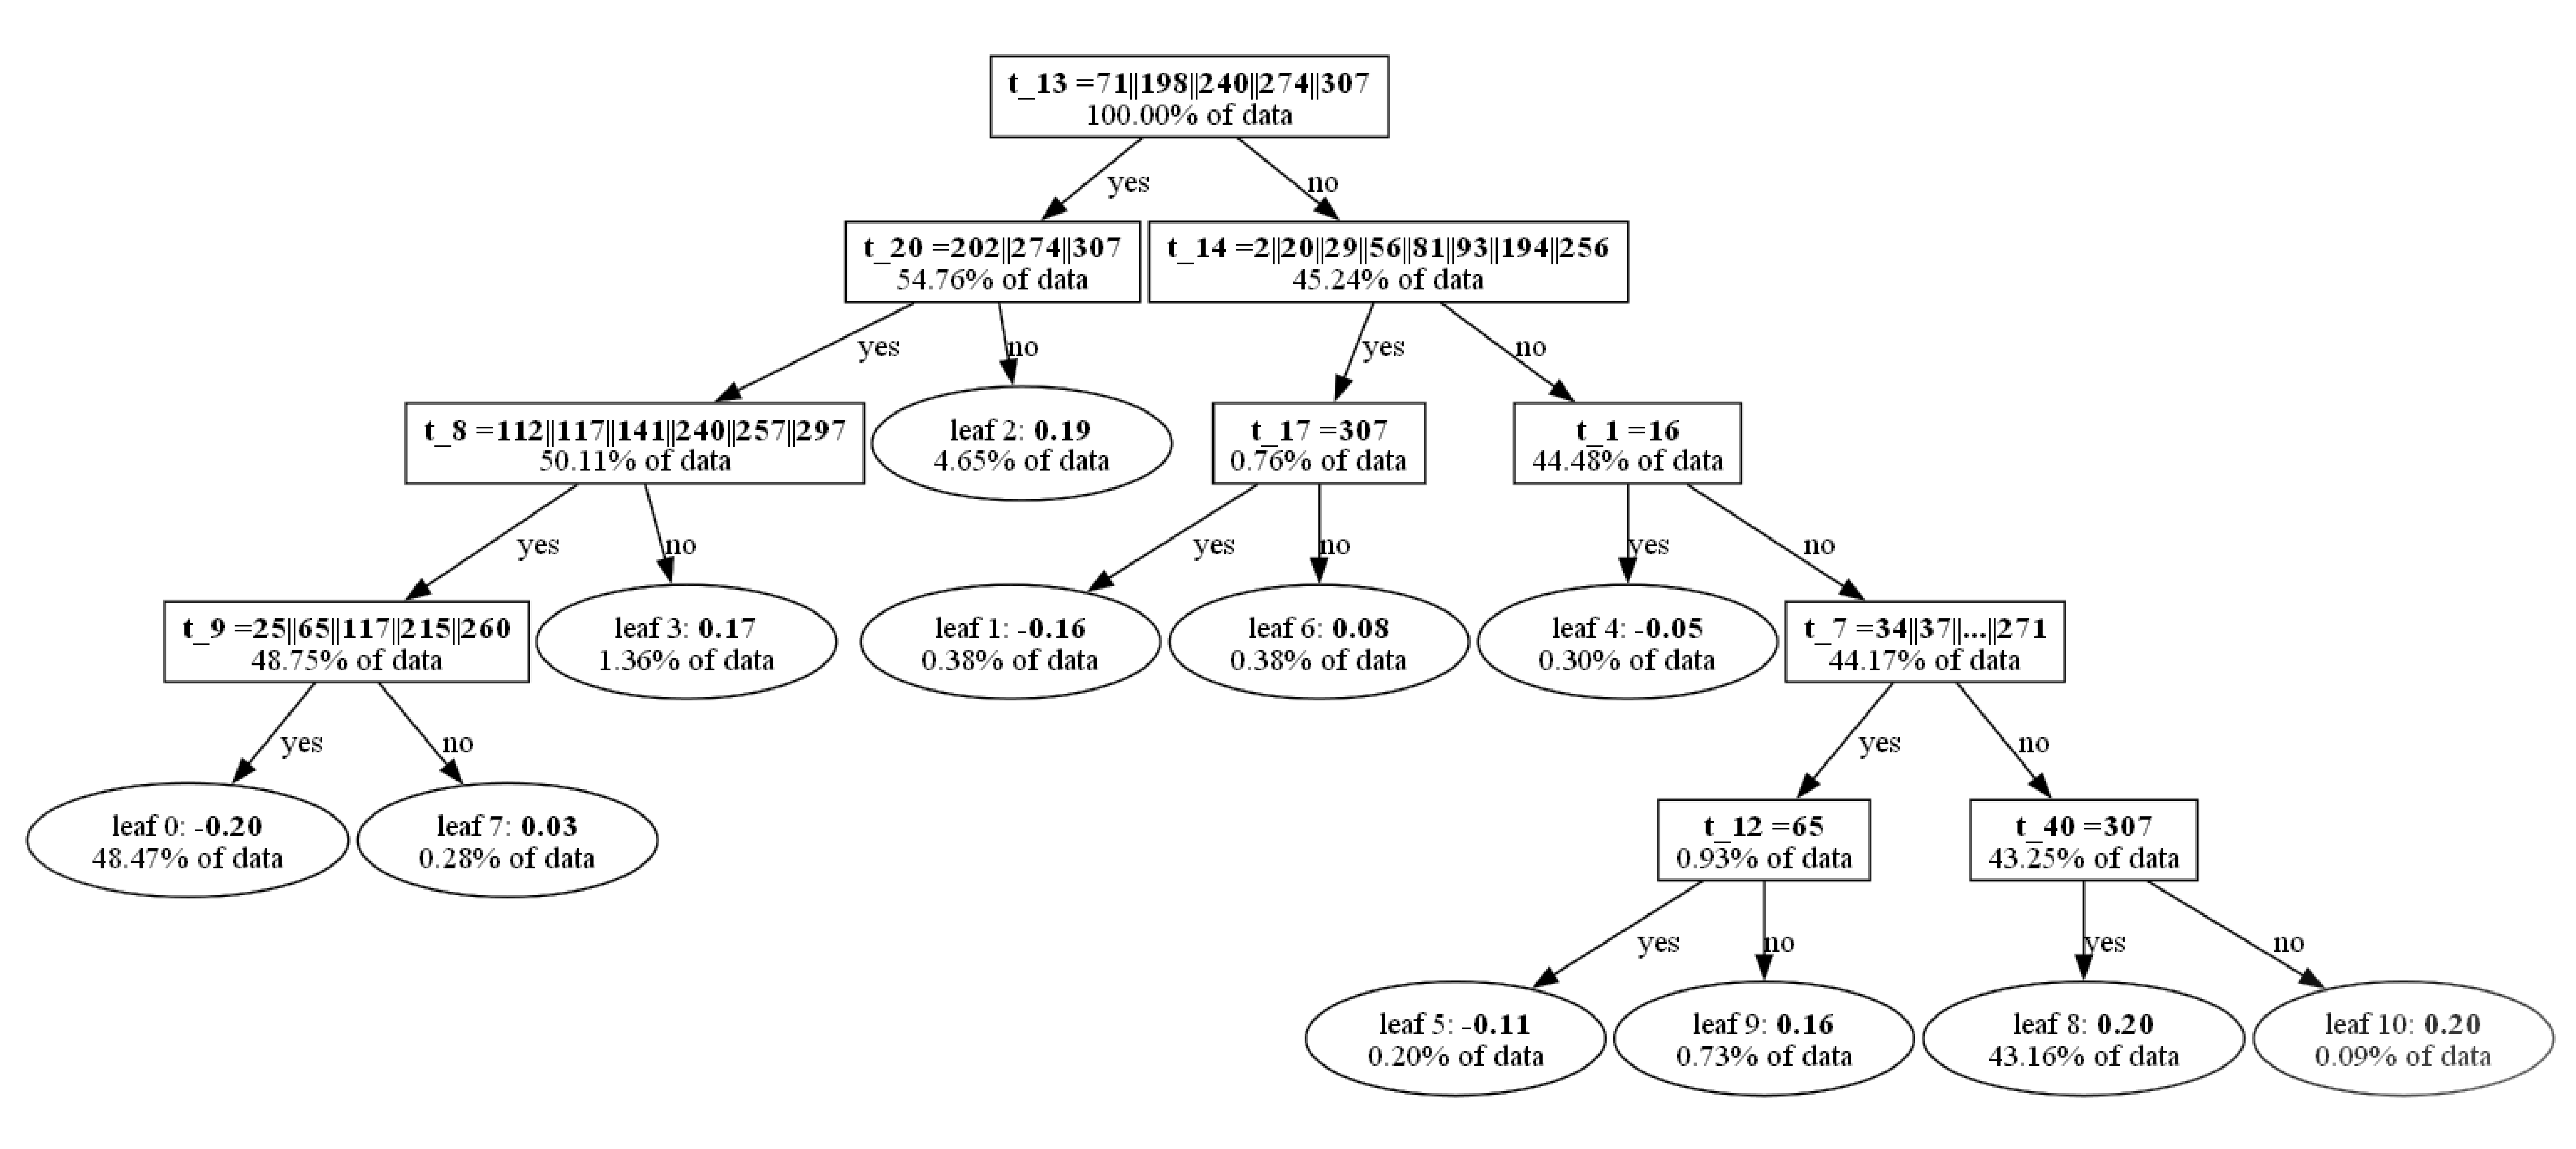 t_13 =71||198||240||274||307
100.00% of data
yes
no
t_20 =202||274||307
54.76% of data
t_14 =2||20||29||56||81||93||194||256
45.24% of data
yes
no
yes
no
t_8 =112||117||141||240||257||297
50.11% of data
leaf 2: 0.19
4.65% of data
t_17 =307
0.76% of data
t_1 =16
44.48% of data
yes
no
yes
no
yes
no
t_9 =25||65||117||215||260
48.75% of data
leaf 3: 0.17
1.36% of data
leaf 1: -0.16
0.38% of data
leaf 6: 0.08
0.38% of data
leaf 4: -0.05
0.30% of data
t_7 =34||37||...||271
44.17% of data
yes
no
yes
no
leaf 0: -0.20
48.47% of data
leaf 7: 0.03
0.28% of data
t_12 =65
0.93% of data
t_40 =307
43.25% of data
yes
no
yes
no
leaf 5: -0.11
0.20% of data
leaf 9: 0.16
0.73% of data
leaf 8: 0.20
43.16% of data
leaf 10: 0.20
0.09% of data